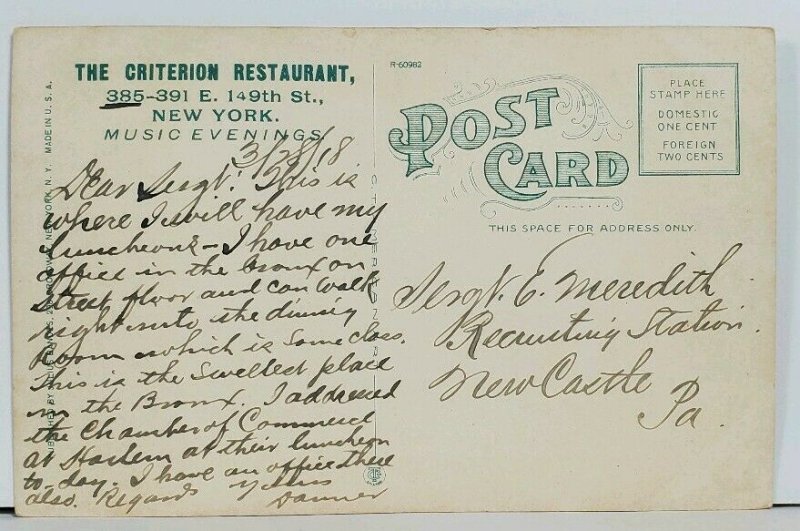 THE CRITERION RESTAURANT,
385-391 E. 149th St.,
NEW YORK.
MUSIC EVENINGS
3/28/18
Dear Sergt: This is
where I will have my
luncheons - I have one
office in the Bronx on
Street floor and can walk
right into the dining
Room which is some class.
This is the swellest place
in the Bronx. I addressed
the Chamber of Commerce
at Harlem at their luncheon
to-day. I have an office there
also. Regards Yours
Danner
NEW YORK, N. Y. MADE IN U. S. A.
R-60982
POST CARD
THIS SPACE FOR ADDRESS ONLY.
PLACE
STAMP HERE
DOMESTIC
ONE CENT
FOREIGN
TWO CENTS
Sergt. E. Meredith
Recruiting Station.
New Castle
Pa.